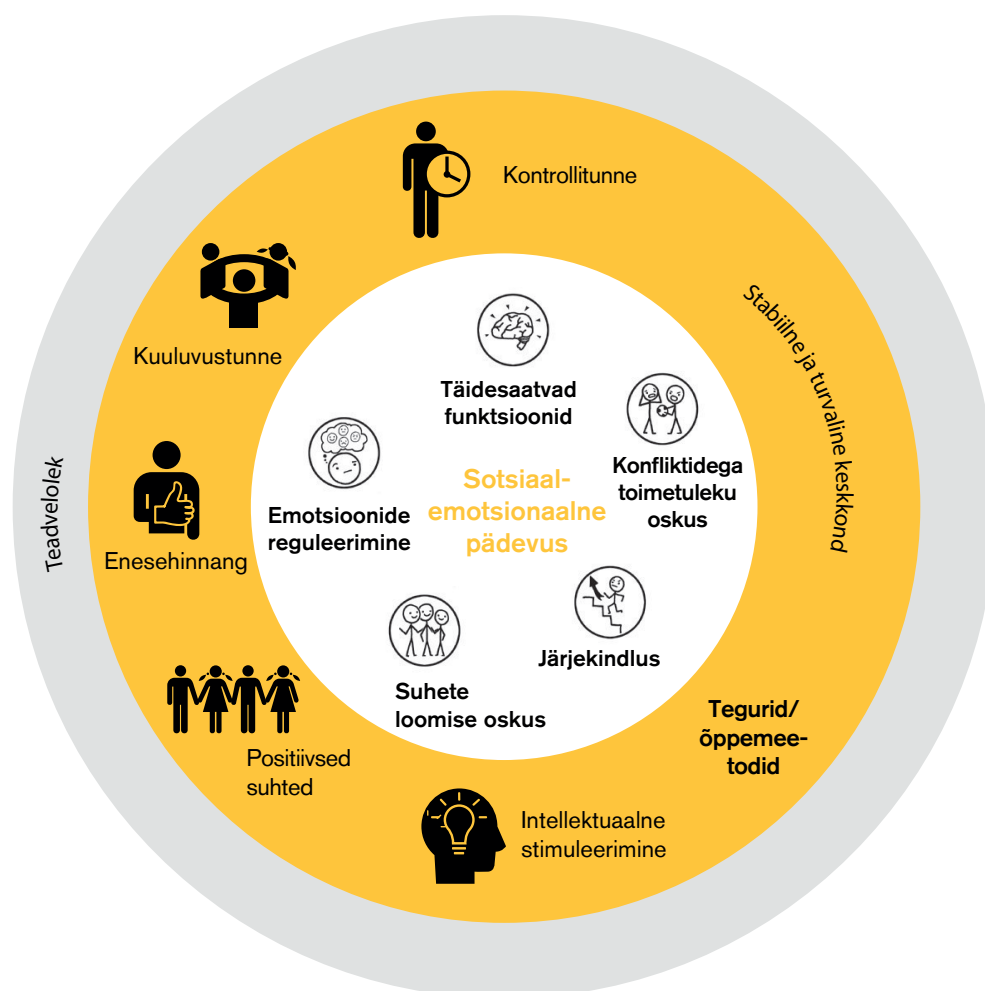 Kontrollitunne
Kuuluvustunne
Enesehinnang
Positiivsed
suhted
Intellektuaalne
stimuleerimine
Tegurid/
õppemee-
todid
Stabiilne ja turvaline keskkond
Teadvelolek
Täidesaatvad
funktsioonid
Konfliktidega
toimetuleku
oskus
Sotsiaal-
emotsionaalne
pädevus
Emotsioonide
reguleerimine
Järjekindlus
Suhete
loomise oskus